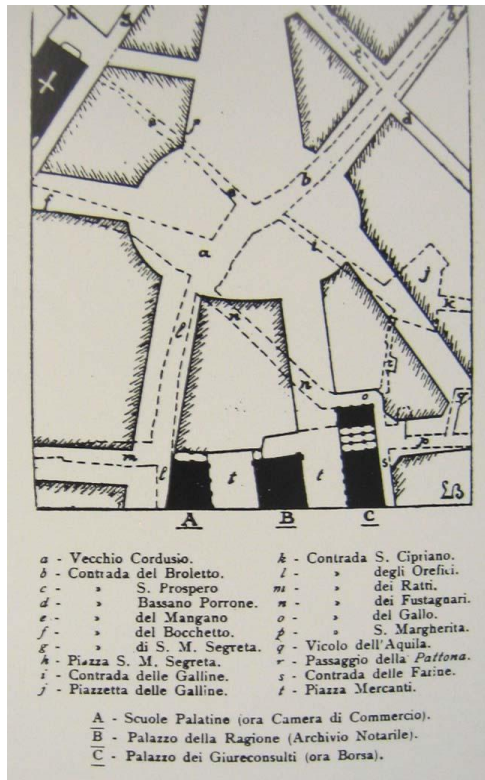 h
g
e
b
c
d
f
g
b
a
i
j
k
l
n
n
r
o
q
m
l
t
t
s
p
A
B
C
a - Vecchio Cordusio.
b - Contrada del Broletto.
c - » S. Prospero
d - » Bassano Porrone.
e - » del Mangano
f - » del Bocchetto.
g - » di S. M. Segreta.
h - Piazza S. M. Segreta.
i - Contrada delle Galline.
j - Piazzetta delle Galline.
k - Contrada S. Cipriano.
l - » degli Orefici.
m - » dei Ratti.
n - » dei Fustagnari.
o - » del Gallo.
p - » S. Margherita.
q - Vicolo dell'Aquila.
r - Passaggio della Pattona.
s - Contrada delle Farine.
t - Piazza Mercanti.
A - Scuole Palatine (ora Camera di Commercio).
B - Palazzo della Ragione (Archivio Notarile).
C - Palazzo dei Giureconsulti (ora Borsa).